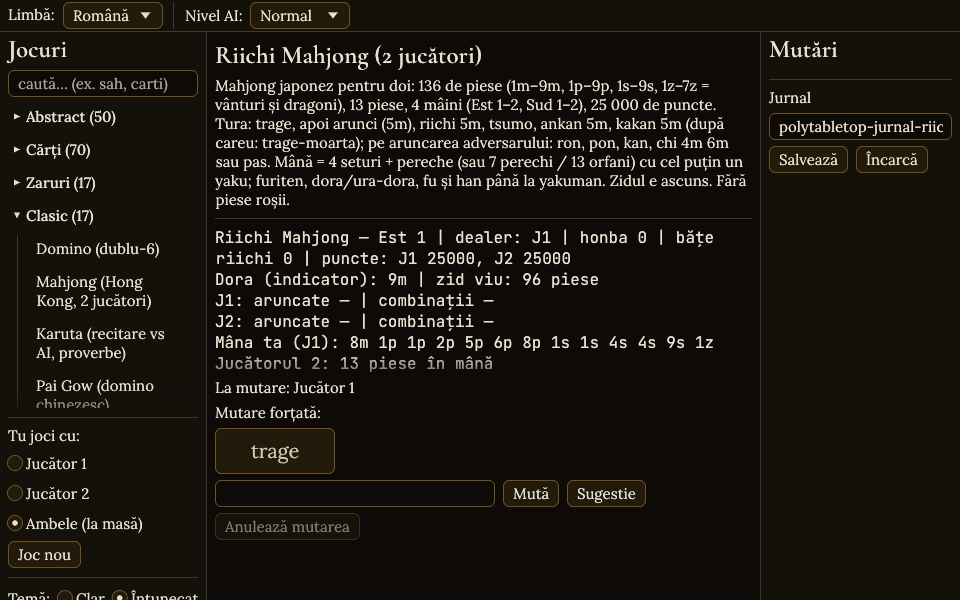 Limbă: Română ▼ Nivel AI: Normal ▼
Jocuri
caută... (ex. sah, carti)
▸ Abstract (50)
▸ Cărți (70)
▸ Zaruri (17)
▾ Clasic (17)
Domino (dublu-6)
Mahjong (Hong
Kong, 2 jucători)
Karuta (recitare vs
AI, proverbe)
Pai Gow (domino
chinezesc)
Tu joci cu:
Jucător 1
Jucător 2
Ambele (la masă)
Joc nou
Temă: Clar Întunecat
Riichi Mahjong (2 jucători)
Mahjong japonez pentru doi: 136 de piese (1m–9m, 1p–9p, 1s–9s, 1z–7z =
vânturi și dragoni), 13 piese, 4 mâini (Est 1–2, Sud 1–2), 25 000 de puncte.
Tura: trage, apoi arunci (5m), riichi 5m, tsumo, ankan 5m, kakan 5m (după
careu: trage-moarta); pe aruncarea adversarului: ron, pon, kan, chi 4m 6m
sau pas. Mână = 4 seturi + pereche (sau 7 perechi / 13 orfani) cu cel puțin un
yaku; furiten, dora/ura-dora, fu și han până la yakuman. Zidul e ascuns. Fără
piese roșii.
Riichi Mahjong — Est 1 | dealer: J1 | honba 0 | bățe
riichi 0 | puncte: J1 25000, J2 25000
Dora (indicator): 9m | zid viu: 96 piese
J1: aruncate — | combinații —
J2: aruncate — | combinații —
Mâna ta (J1): 8m 1p 1p 2p 5p 6p 8p 1s 1s 4s 4s 9s 1z
Jucătorul 2: 13 piese în mână
La mutare: Jucător 1
Mutare forțată:
trage
Mută Sugestie
Anulează mutarea
Mutări
Jurnal
polytabletop-jurnal-riic
Salvează Încarcă